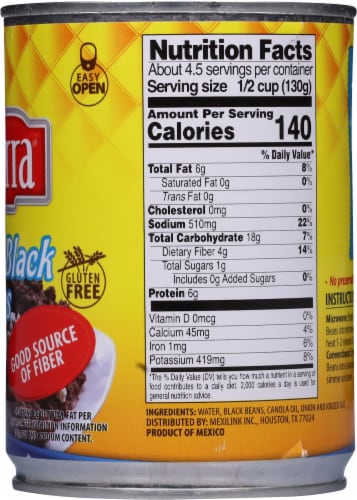 EASY
OPEN
Black
GLUTEN
FREE
GOOD SOURCE
OF FIBER
TOTAL FAT PER
INFORMATION
CONTENT.
Nutrition Facts
About 4.5 servings per container
Serving size 1/2 cup (130g)
Amount Per Serving
Calories 140
% Daily Value*
Total Fat 6g 8%
Saturated Fat 0g 0%
Trans Fat 0g
Cholesterol 0mg 0%
Sodium 510mg 22%
Total Carbohydrate 18g 7%
Dietary Fiber 4g 14%
Total Sugars 1g
Includes 0g Added Sugars 0%
Protein 6g
Vitamin D 0mcg 0%
Calcium 45mg 4%
Iron 1mg 6%
Potassium 419mg 8%
*The % Daily Value (DV) tells you how much a nutrient in a serving of
food contributes to a daily diet. 2,000 calories a day is used for
general nutrition advice.
INGREDIENTS: WATER, BLACK BEANS, CANOLA OIL, ONION AND
DISTRIBUTED BY: MEXILINK INC., HOUSTON, TX 77024
PRODUCT OF MEXICO
• No